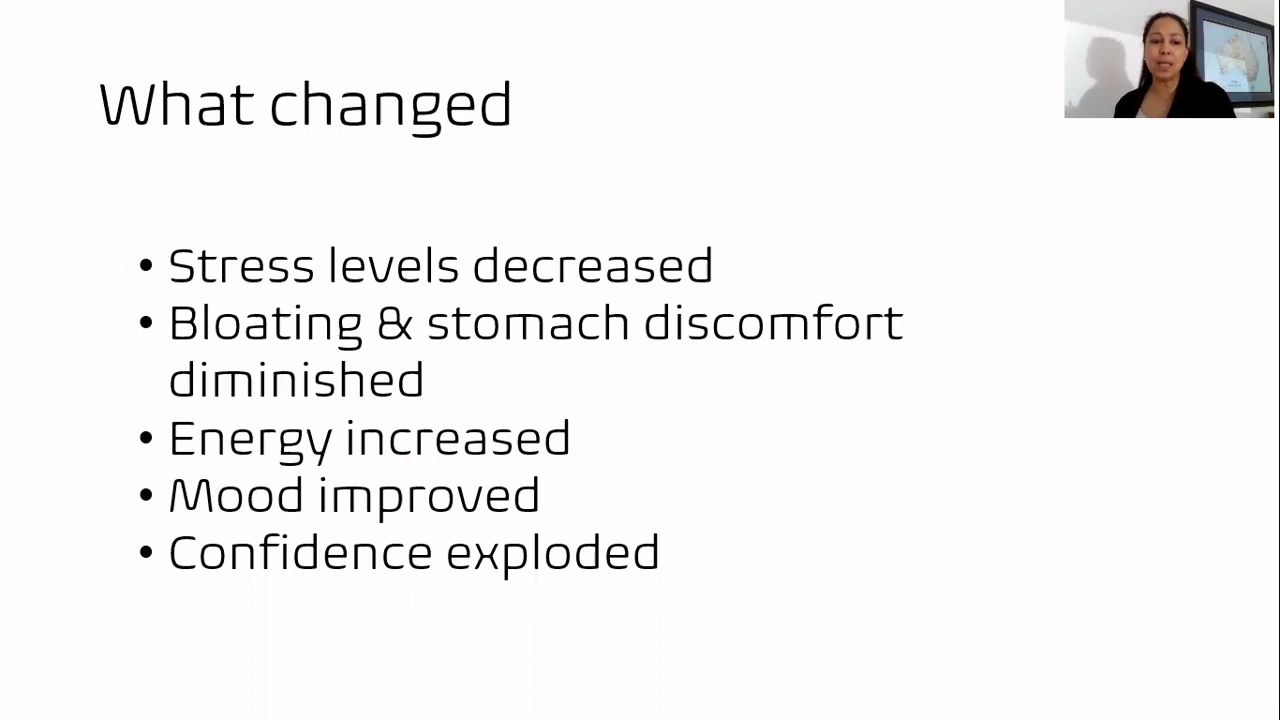 What changed
• Stress levels decreased
• Bloating & stomach discomfort
diminished
• Energy increased
• Mood improved
• Confidence exploded